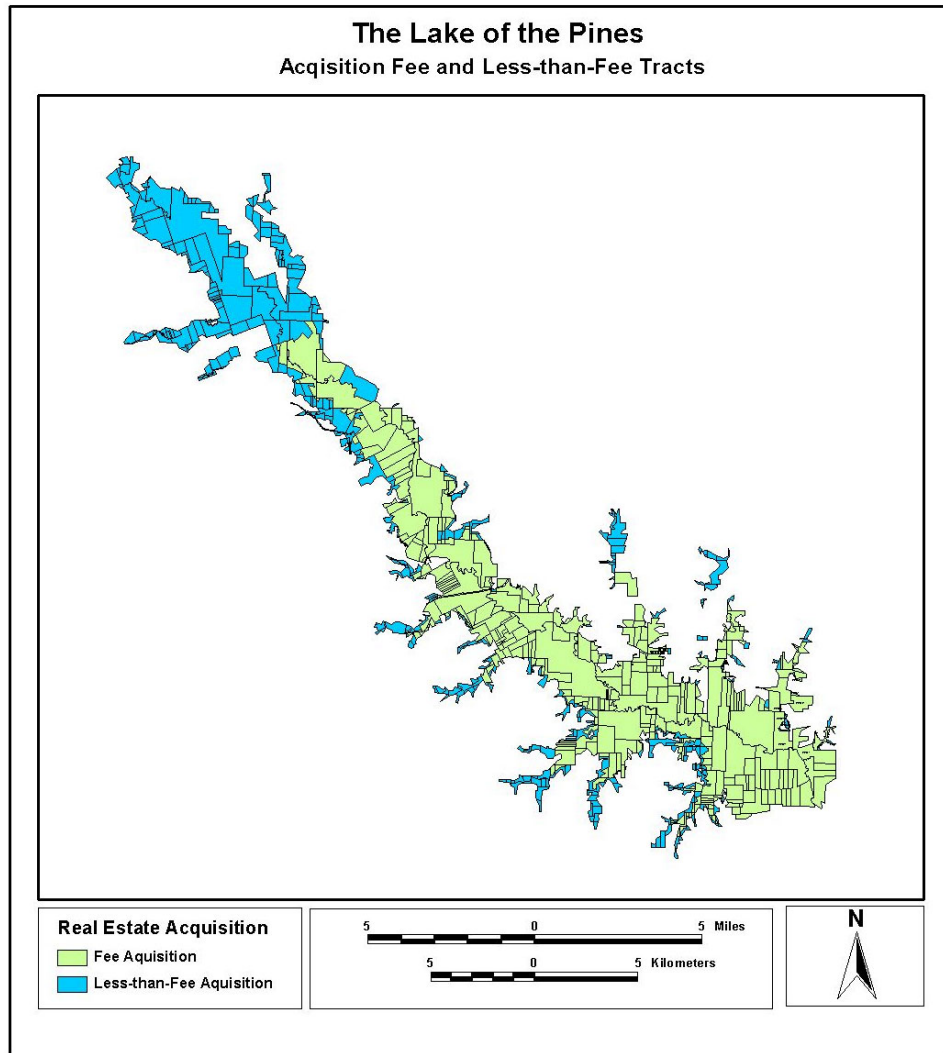 The Lake of the Pines
Acqisition Fee and Less-than-Fee Tracts
Real Estate Acquisition
Fee Aquisition
Less-than-Fee Aquisition
5 0 5 Miles
5 0 5 Kilometers
N